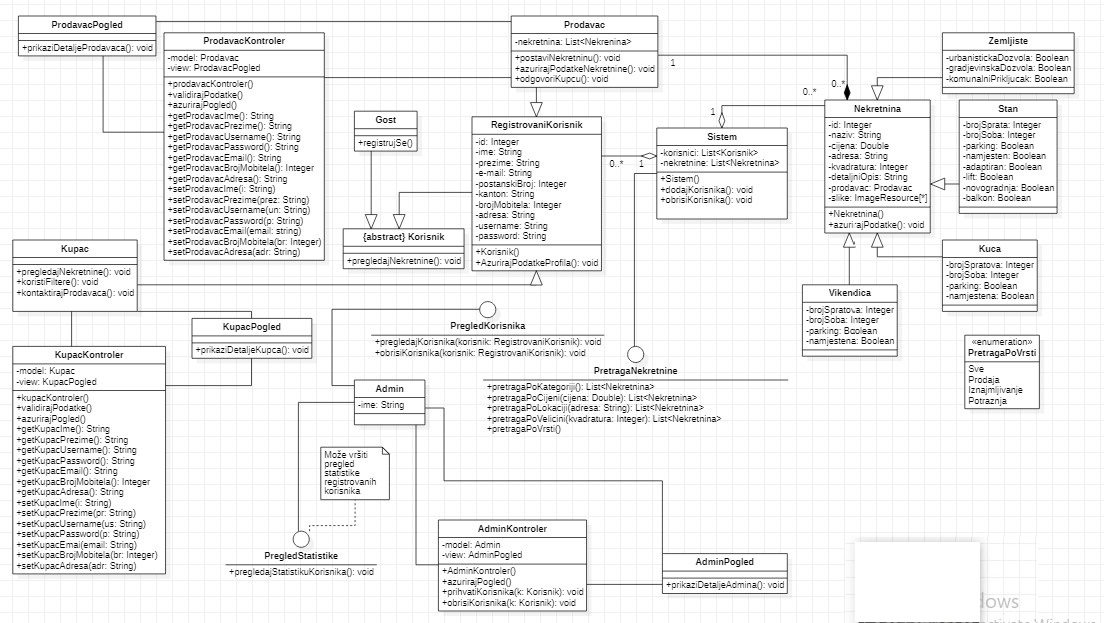 ProdavacPogled
+prikaziDetaljeProdavaca(): void
ProdavacKontroler
-model: Prodavac
-view: ProdavacPogled
+prodavacKontroler()
+validirajPodatke()
+azurirajPogled()
+getProdavacIme(): String
+getProdavacPrezime(): String
+getProdavacUsername(): String
+getProdavacPassword(): String
+getProdavacEmail(): String
+getProdavacBrojMobitela(): Integer
+getProdavacAdresa(): String
+setProdavacIme(i: String)
+setProdavacPrezime(prez: String)
+setProdavacUsername(un: String)
+setProdavacPassword(p: String)
+setProdavacEmail(email: string)
+setProdavacBrojMobitela(br: Integer)
+setProdavacAdresa(adr: String)
Prodavac
-nekretnina: List<Nekrenina>
+postaviNekretninu(): void
+azurirajPodatkeNekretnine(): void
+odgovoriKupcu(): void
1
0..*
0..*
1
Zemljiste
-urbanistickaDozvola: Boolean
-gradjevinskaDozvola: Boolean
-komunalniPrikljucak: Boolean
Gost
+registrujSe()
RegistrovaniKorisnik
-id: Integer
-ime: String
-prezime: String
-e-mail: String
-postanskiBroj: Integer
-kanton: String
-brojMobitela: Integer
-adresa: String
-username: String
-password: String
+Korisnik()
+AzurirajPodatkeProfila(): void
0..*
1
Sistem
-korisnici: List<Korisnik>
-nekretnine: List<Nekretnina>
+Sistem()
+dodajKorisnika(): void
+obrisiKorisnika(): void
Nekretnina
-id: Integer
-naziv: String
-cijena: Double
-adresa: String
-kvadratura: Integer
-detaljniOpis: String
-prodavac: Prodavac
-slike: ImageResource[*]
+Nekretnina()
+azurirajPodatke(): void
Stan
-brojSprata: Integer
-brojSoba: Integer
-parking: Boolean
-namjesten: Boolean
-adaptiran: Boolean
-lift: Boolean
-novogradnja: Boolean
-balkon: Boolean
{abstract} Korisnik
+pregledajNekretnine(): void
Kupac
+pregledajNekretnine(): void
+koristiFiltere(): void
+kontaktirajProdavaca(): void
Kuca
-brojSpratova: Integer
-brojSoba: Integer
-parking: Boolean
-namjestena: Boolean
Vikendica
-brojSpratova: Integer
-brojSoba: Integer
-parking: Boolean
-namjestena: Boolean
KupacPogled
+prikaziDetaljeKupca(): void
PregledKorisnika
+pregledajKorisnika(korisnik: RegistrovaniKorisnik): void
+obrisiKorisnika(korisnik: RegistrovaniKorisnik): void
«enumeration»
PretragaPoVrsti
Sve
Prodaja
Iznajmljivanje
Potraznja
KupacKontroler
-model: Kupac
-view: KupacPogled
+kupacKontroler()
+validirajPodatke()
+azurirajPogled()
+getKupacIme(): String
+getKupacPrezime(): String
+getKupacUsername(): String
+getKupacPassword(): String
+getKupacEmail(): String
+getKupacBrojMobitela(): Integer
+getKupacAdresa(): String
+setKupacIme(i: String)
+setKupacPrezime(pr: String)
+setKupacUsername(us: String)
+setKupacPassword(p: String)
+setKupacEmai(email: String)
+setKupacBrojMobitela(br: Integer)
+setKupacAdresa(adr: String)
PretragaNekretnine
+pretragaPoKategoriji(): List<Nekretnina>
+pretragaPoCijeni(cijena: Double): List<Nekretnina>
+pretragaPoLokaciji(adresa: String): List<Nekretnina>
+pretragaPoVelicini(kvadratura: Integer): List<Nekretnina>
+pretragaPoVrsti()
Admin
-ime: String
Može vršiti
pregled
statistike
registrovanih
korisnika
PregledStatistike
+pregledajStatistikuKorisnika(): void
AdminKontroler
-model: Admin
-view: AdminPogled
+AdminKontroler()
+azurirajPogled()
+prihvatiKorisnika(k: Korisnik): void
+obrisiKorisnika(k: Korisnik): void
AdminPogled
+prikaziDetaljeAdmina(): void
dows